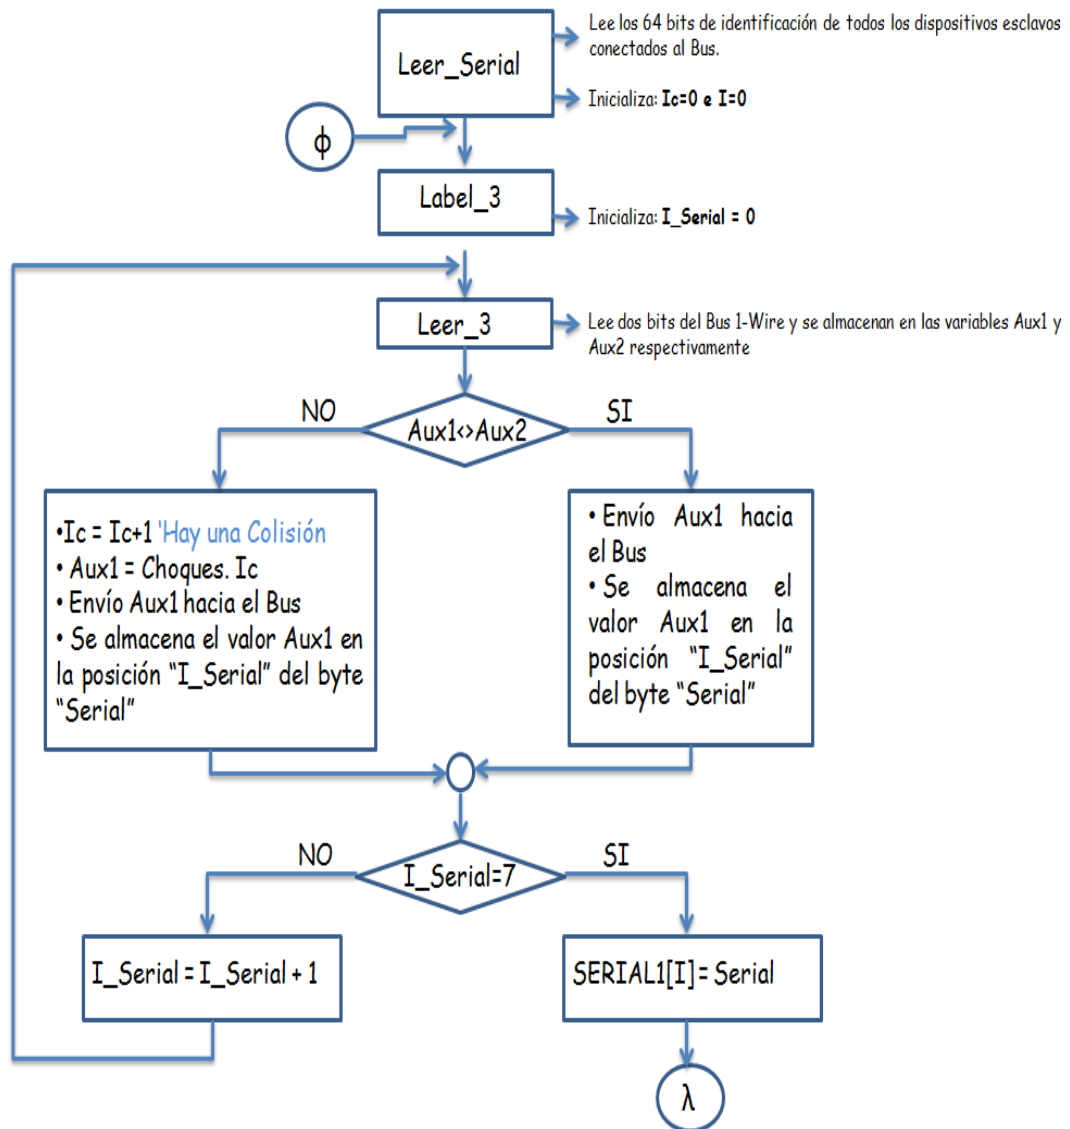 Leer_Serial
Lee los 64 bits de identificación de todos los dispositivos esclavos
conectados al Bus.
Inicializa: Ic=0 e I=0
ф
Label_3
Inicializa: I_Serial = 0
Leer_3
Lee dos bits del Bus 1-Wire y se almacenan en las variables Aux1 y
Aux2 respectivamente
NO
Aux1<>Aux2
SI
•Ic = Ic+1 ‘Hay una Colisión
• Aux1 = Choques. Ic
• Envío Aux1 hacia el Bus
• Se almacena el valor Aux1 en
la posición “I_Serial” del byte
“Serial”
• Envío Aux1 hacia
el Bus
• Se almacena el
valor Aux1 en la
posición “I_Serial”
del byte “Serial”
NO
I_Serial=7
SI
I_Serial = I_Serial + 1
SERIAL1[I] = Serial
λ